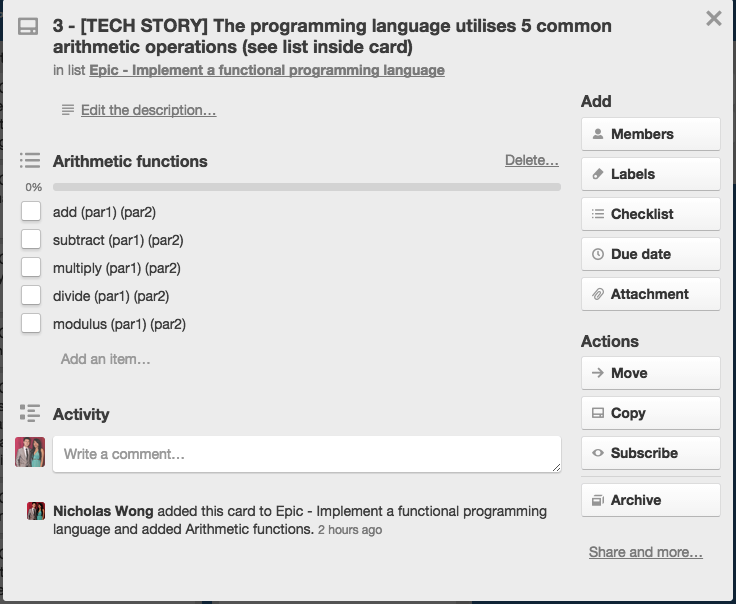 3 - [TECH STORY] The programming language utilises 5 common
arithmetic operations (see list inside card)
in list Epic - Implement a functional programming language
Edit the description…
Arithmetic functions
Delete…
0%
add (par1) (par2)
subtract (par1) (par2)
multiply (par1) (par2)
divide (par1) (par2)
modulus (par1) (par2)
Add an item…
Activity
Write a comment…
Nicholas Wong added this card to Epic - Implement a functional programming
language and added Arithmetic functions. 2 hours ago
Add
Members
Labels
Checklist
Due date
Attachment
Actions
Move
Copy
Subscribe
Archive
Share and more…